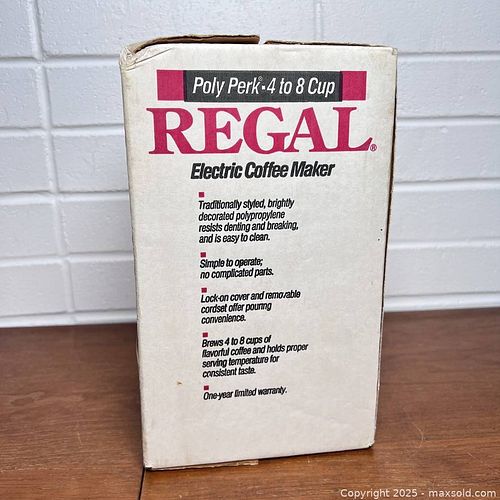 Poly Perk®•4 to 8 Cup
REGAL®
Electric Coffee Maker
Traditionally styled, brightly
decorated polypropylene
resists denting and breaking,
and is easy to clean.
Simple to operate;
no complicated parts.
Lock-on cover and removable
cordset offer pouring
convenience.
Brews 4 to 8 cups of
flavorful coffee and holds proper
serving temperature for
consistent taste.
One-year limited warranty.
Copyright 2025 - maxsold.com